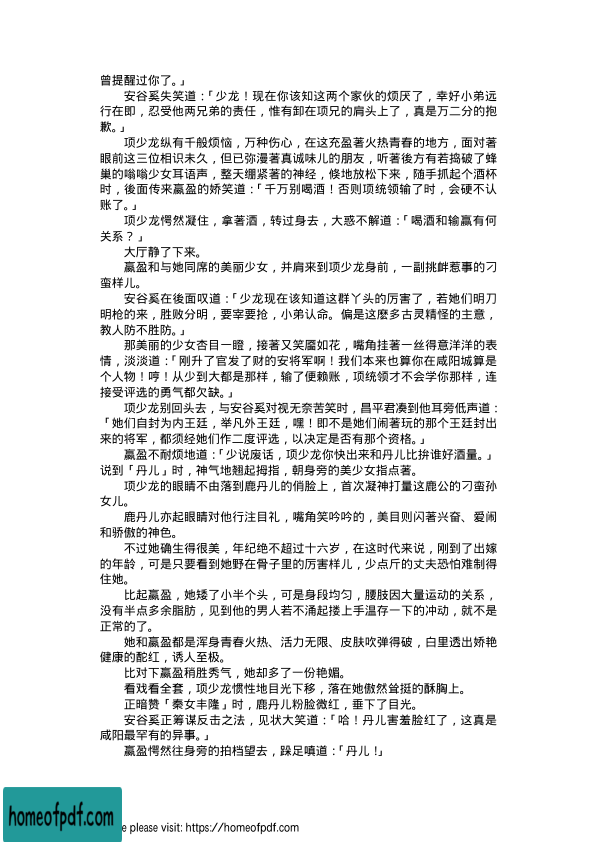 曾提醒过你了。」
安谷奚失笑道：「少龙！现在你该知这两个家伙的烦厌了，幸好小弟远
行在即，忍受他两兄弟的责任，惟有卸在项兄的肩头上了，真是万二分的抱
歉。」
项少龙纵有千般烦恼，万种伤心，在这充盈著火热青春的地方，面对著
眼前这三位相识未久，但已弥漫著真诚味儿的朋友，听著後方有若捣破了蜂
巢的嗡嗡少女耳语声，整天绷紧著的神经，倏地放松下来，随手抓起个酒杯
时，後面传来嬴盈的娇笑道：「千万别喝酒！否则项统领输了时，会硬不认
账了。」
项少龙愕然凝住，拿著酒，转过身去，大惑不解道：「喝酒和输赢有何
关系？」
大厅静了下来。
嬴盈和与她同席的美丽少女，并肩来到项少龙身前，一副挑衅惹事的刁
蛮样儿。
安谷奚在後面叹道：「少龙现在该知道这群丫头的厉害了，若她们明刀
明枪的来，胜败分明，要宰要抢，小弟认命。偏是这麽多古灵精怪的主意，
教人防不胜防。」
那美丽的少女杏目一瞪，接著又笑靥如花，嘴角挂著一丝得意洋洋的表
情，淡淡道：「刚升了官发了财的安将军啊！我们本来也算你在咸阳城算是
个人物！哼！从少到大都是那样，输了便赖账，项统领才不会学你那样，连
接受评选的勇气都欠缺。」
项少龙别回头去，与安谷奚对视无奈苦笑时，昌平君凑到他耳旁低声道：
「她们自封为内王廷，举凡外王廷，嘿！即不是她们闹著玩的那个王廷封出
来的将军，都须经她们作二度评选，以决定是否有那个资格。」
嬴盈不耐烦地道：「少说废话，项少龙你快出来和丹儿比拚谁好酒量。」
说到「丹儿」时，神气地翘起拇指，朝身旁的美少女指点著。
项少龙的眼睛不由落到鹿丹儿的俏脸上，首次凝神打量这鹿公的刁蛮孙
女儿。
鹿丹儿亦起眼睛对他行注目礼，嘴角笑吟吟的，美目则闪著兴奋、爱闹
和骄傲的神色。
不过她确生得很美，年纪绝不超过十六岁，在这时代来说，刚到了出嫁
的年龄，可是只要看到她野在骨子里的厉害样儿，少点斤的丈夫恐怕难制得
住她。
比起嬴盈，她矮了小半个头，可是身段均匀，腰肢因大量运动的关系，
没有半点多余脂肪，见到他的男人若不涌起搂上手温存一下的冲动，就不是
正常的了。
她和嬴盈都是浑身青春火热、活力无限、皮肤吹弹得破，白里透出娇艳
健康的酡红，诱人至极。
比对下嬴盈稍胜秀气，她却多了一份艳媚。
看戏看全套，项少龙惯性地目光下移，落在她傲然耸挺的酥胸上。
正暗赞「秦女丰隆」时，鹿丹儿粉脸微红，垂下了目光。
安谷奚正筹谋反击之法，见状大笑道：「哈！丹儿害羞脸红了，这真是
咸阳最罕有的异事。」
嬴盈愕然往身旁的拍档望去，跺足嗔道：「丹儿！」
homeofpdf.com
e please visit: https://homeofpdf.com